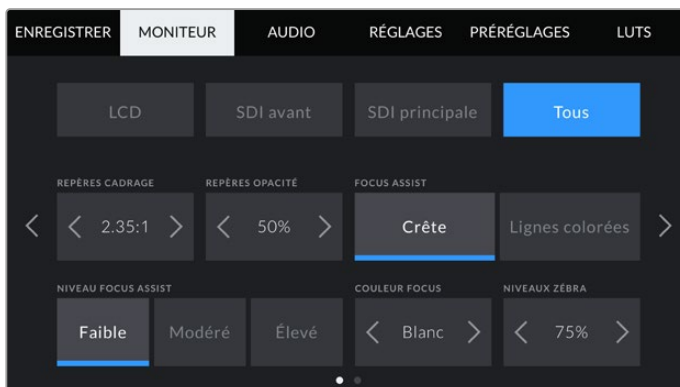 ENREGISTRER MONITEUR AUDIO RÉGLAGES PRÉRÉGLAGES LUTS
LCD SDI avant SDI principale Tous
REPÈRES CADRAGE REPÈRES OPACITÉ FOCUS ASSIST
2.35:1 50% Crête Lignes colorées
NIVEAU FOCUS ASSIST COULEUR FOCUS NIVEAUX ZÉBRA
Faible Modéré Élevé Blanc 75%